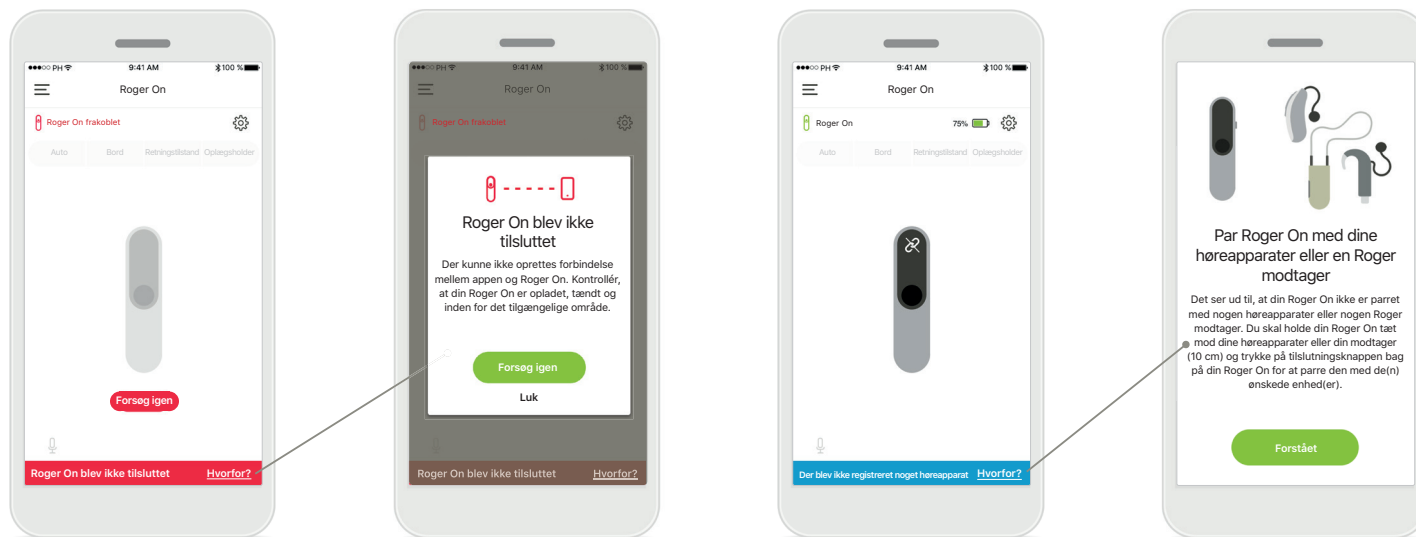 ●●●○○ PH 9:41 AM 100 %
Roger On
Roger On frakoblet
Auto Bord Retningstilstand Oplægsholder
Forsøg igen
Roger On blev ikke tilsluttet Hvorfor?
●●●○○ PH 9:41 AM 100 %
Roger On
Roger On frakoblet
Roger On blev ikke
tilsluttet
Der kunne ikke oprettes forbindelse
mellem appen og Roger On. Kontrollér,
at din Roger On er opladet, tændt og
inden for det tilgængelige område.
Forsøg igen
Luk
Roger On blev ikke tilsluttet Hvorfor?
●●●○○ PH 9:41 AM 100 %
Roger On
Roger On 75%
Auto Bord Retningstilstand Oplægsholder
Der blev ikke registreret noget høreapparat Hvorfor?
Par Roger On med dine
høreapparater eller en Roger
modtager
Det ser ud til, at din Roger On ikke er parret
med nogen høreapparater eller nogen Roger
modtager. Du skal holde din Roger On tæt
mod dine høreapparater eller din modtager
(10 cm) og trykke på tilslutningsknappen bag
på din Roger On for at parre den med de(n)
ønskede enhed(er).
Forstået